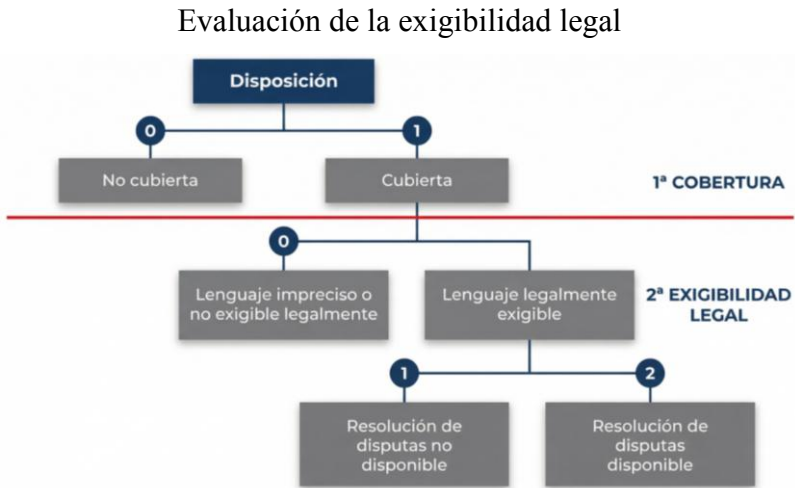 Evaluación de la exigibilidad legal
Disposición
0
1
No cubierta
Cubierta
1ª COBERTURA
0
Lenguaje impreciso o
no exigible legalmente
Lenguaje legalmente
exigible
2ª EXIGIBILIDAD
LEGAL
1
2
Resolución de
disputas no
disponible
Resolución de
disputas
disponible